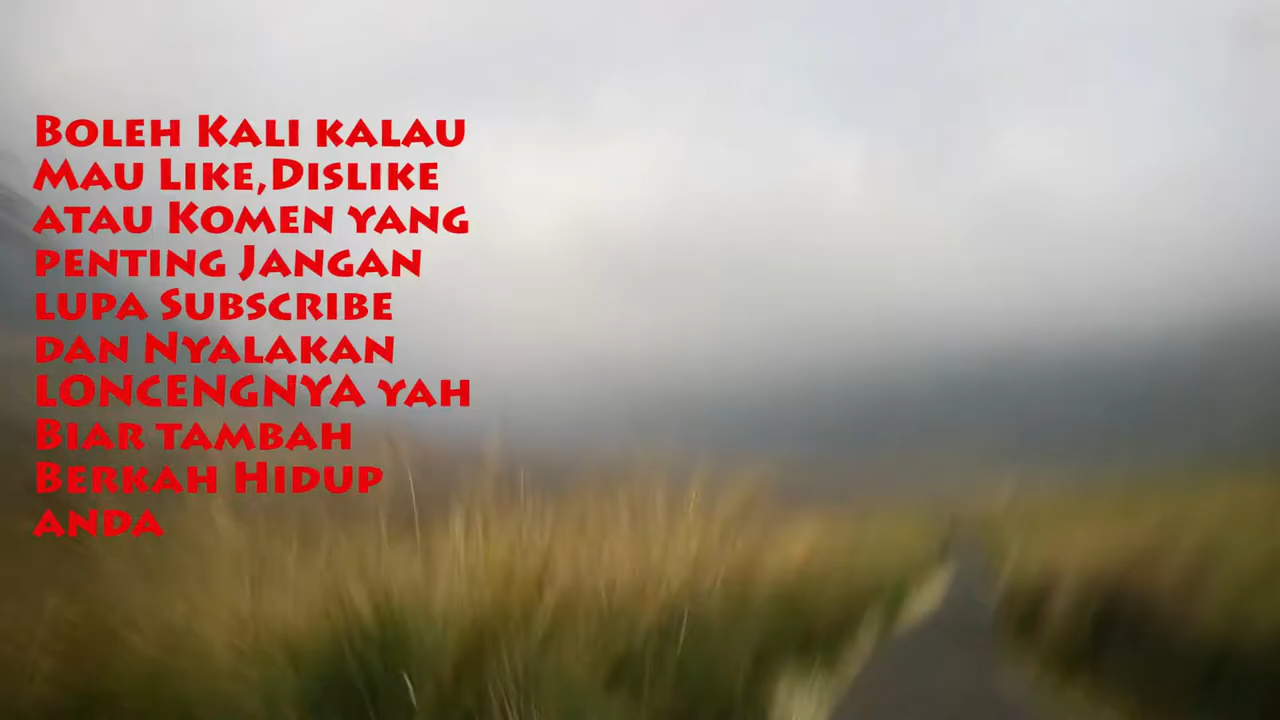 Boleh Kali kalau
Mau Like,Dislike
atau Komen yang
penting Jangan
lupa Subscribe
dan Nyalakan
LONCENGNYA yah
Biar tambah
Berkah Hidup
anda